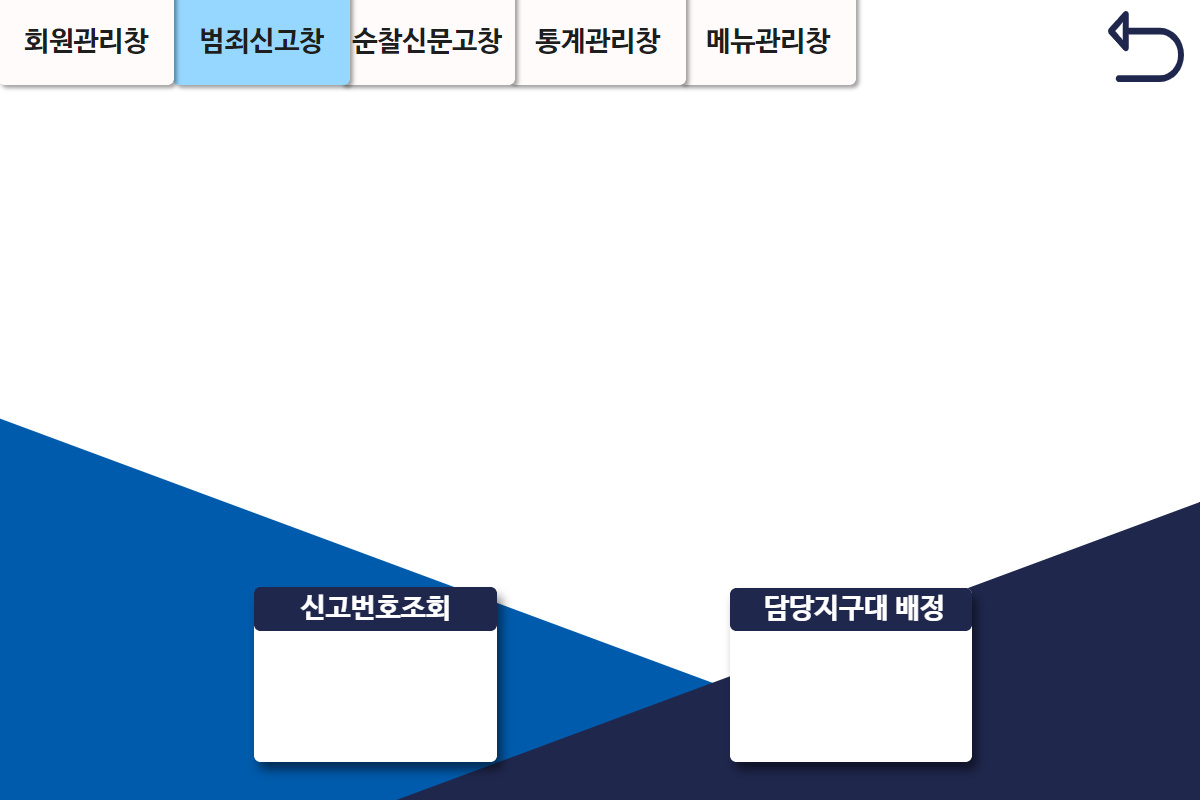 회원관리창
범죄신고창
순찰신문고창
통계관리창
메뉴관리창
신고번호조회
담당지구대 배정